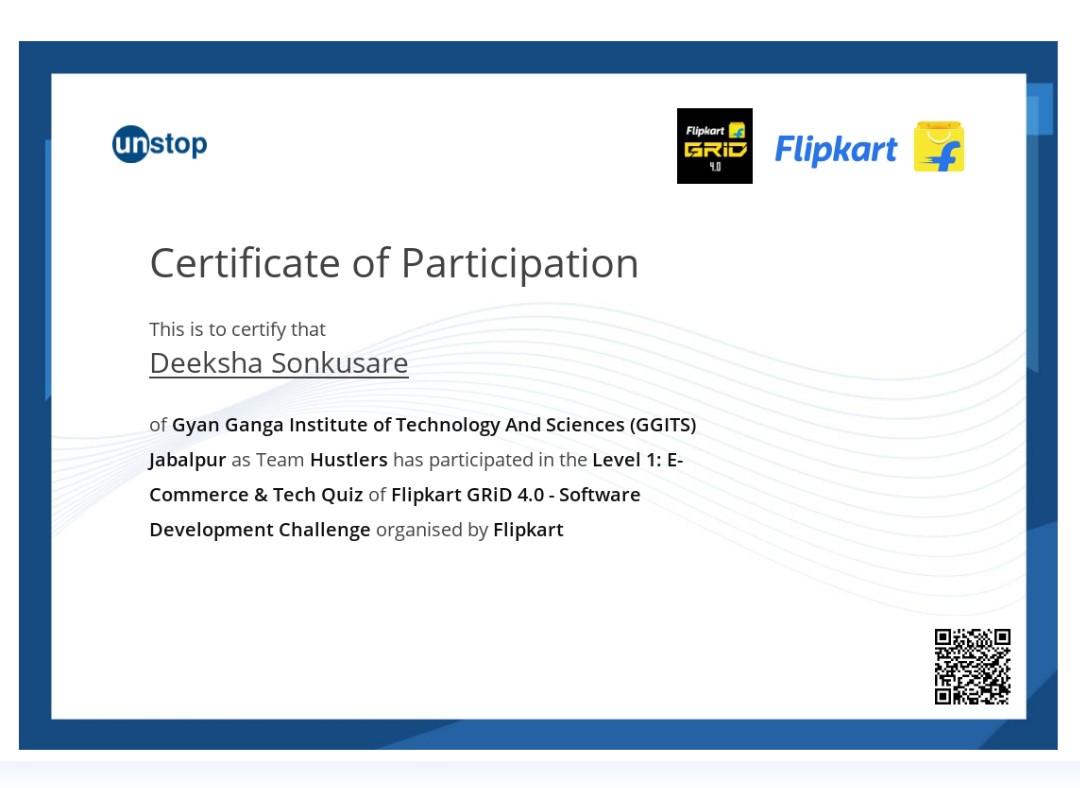 unstop
Flipkart
GRiD
4.0
Flipkart
Certificate of Participation
This is to certify that
Deeksha Sonkusare
of Gyan Ganga Institute of Technology And Sciences (GGITS)
Jabalpur as Team Hustlers has participated in the Level 1: E-
Commerce & Tech Quiz of Flipkart GRiD 4.0 - Software
Development Challenge organised by Flipkart